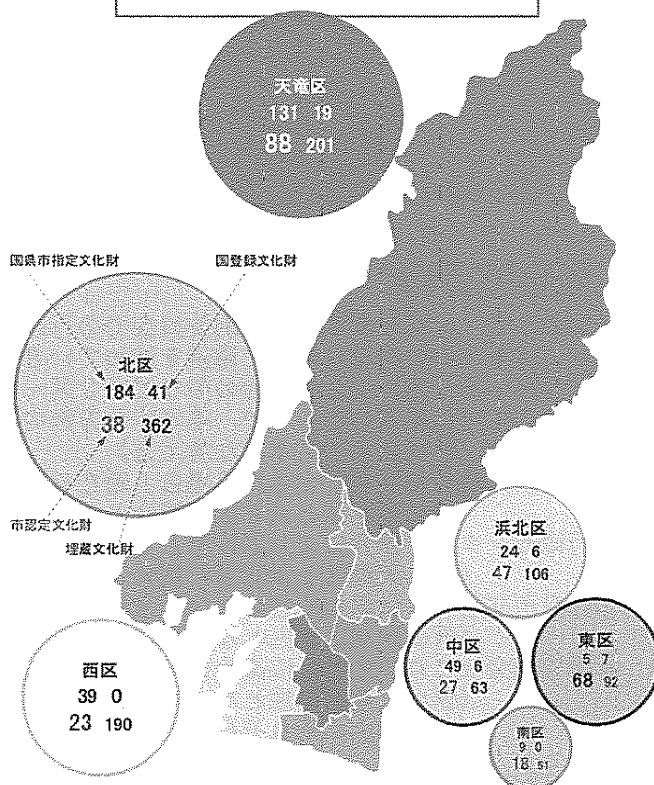 天竜区
131 19
88 201
国県市指定文化財
国登録文化財
北区
184 41
38 362
市認定文化財
埋蔵文化財
浜北区
24 6
47 106
中区
49 6
27 63
東区
5 7
68 92
西区
39 0
23 190
南区
9 0
18 51